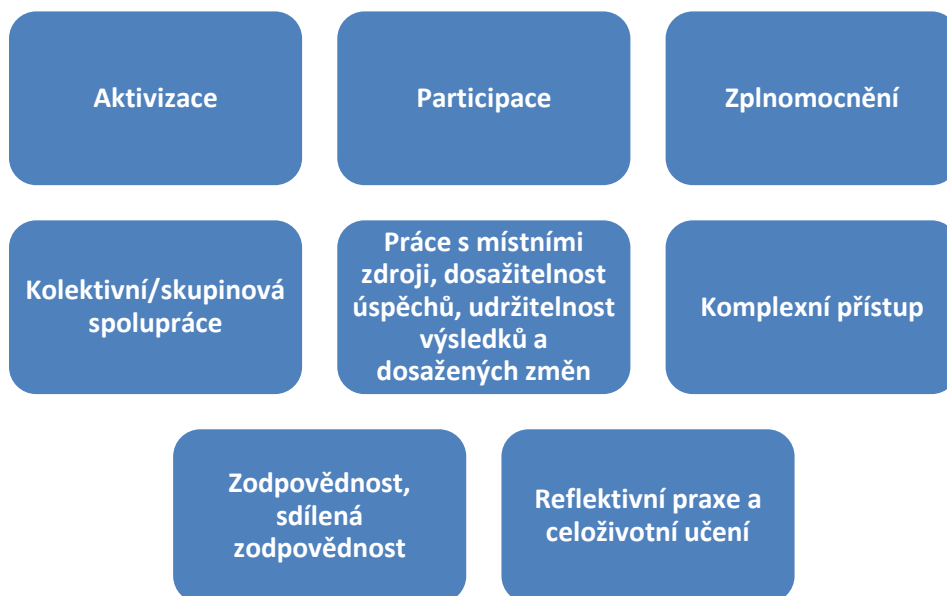 Aktivizace
Participace
Zplnomocnění
Kolektivní/skupinová
spolupráce
Práce s místními
zdroji, dosažitelnost
úspěchů, udržitelnost
výsledků a
dosažených změn
Komplexní přístup
Zodpovědnost,
sdílená
zodpovědnost
Reflektivní praxe a
celoživotní učení